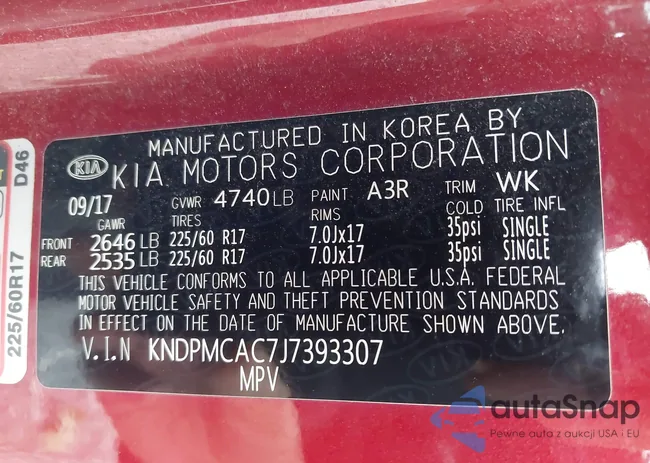 MANUFACTURED IN KOREA BY
KIA KIA MOTORS CORPORATION
09/17 GVWR 4740 LB PAINT A3R TRIM WK
GAWR TIRES RIMS COLD TIRE INFL
FRONT 2646 LB 225/60 R17 7.0Jx17 35psi SINGLE
REAR 2535 LB 225/60 R17 7.0Jx17 35psi SINGLE
THIS VEHICLE CONFORMS TO ALL APPLICABLE U.S.A. FEDERAL
MOTOR VEHICLE SAFETY AND THEFT PREVENTION STANDARDS
IN EFFECT ON THE DATE OF MANUFACTURE SHOWN ABOVE.
V.I.N KNDPMCAC7J7393307
MPV
225/60R17 D46
autaSnap
Pewne auta z aukcji USA i EU